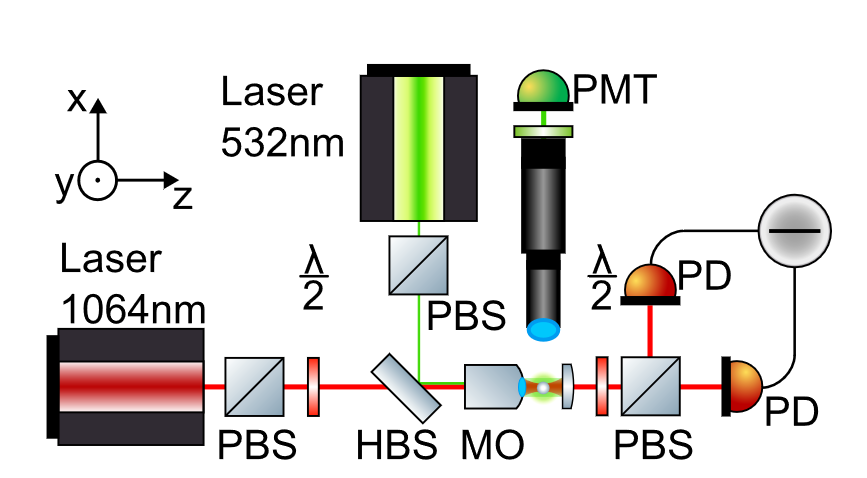 Laser
532nm
PMT
x
y
z
Laser
1064nm
λ
2
PBS
λ
2
PD
PBS
HBS
MO
PBS
PD